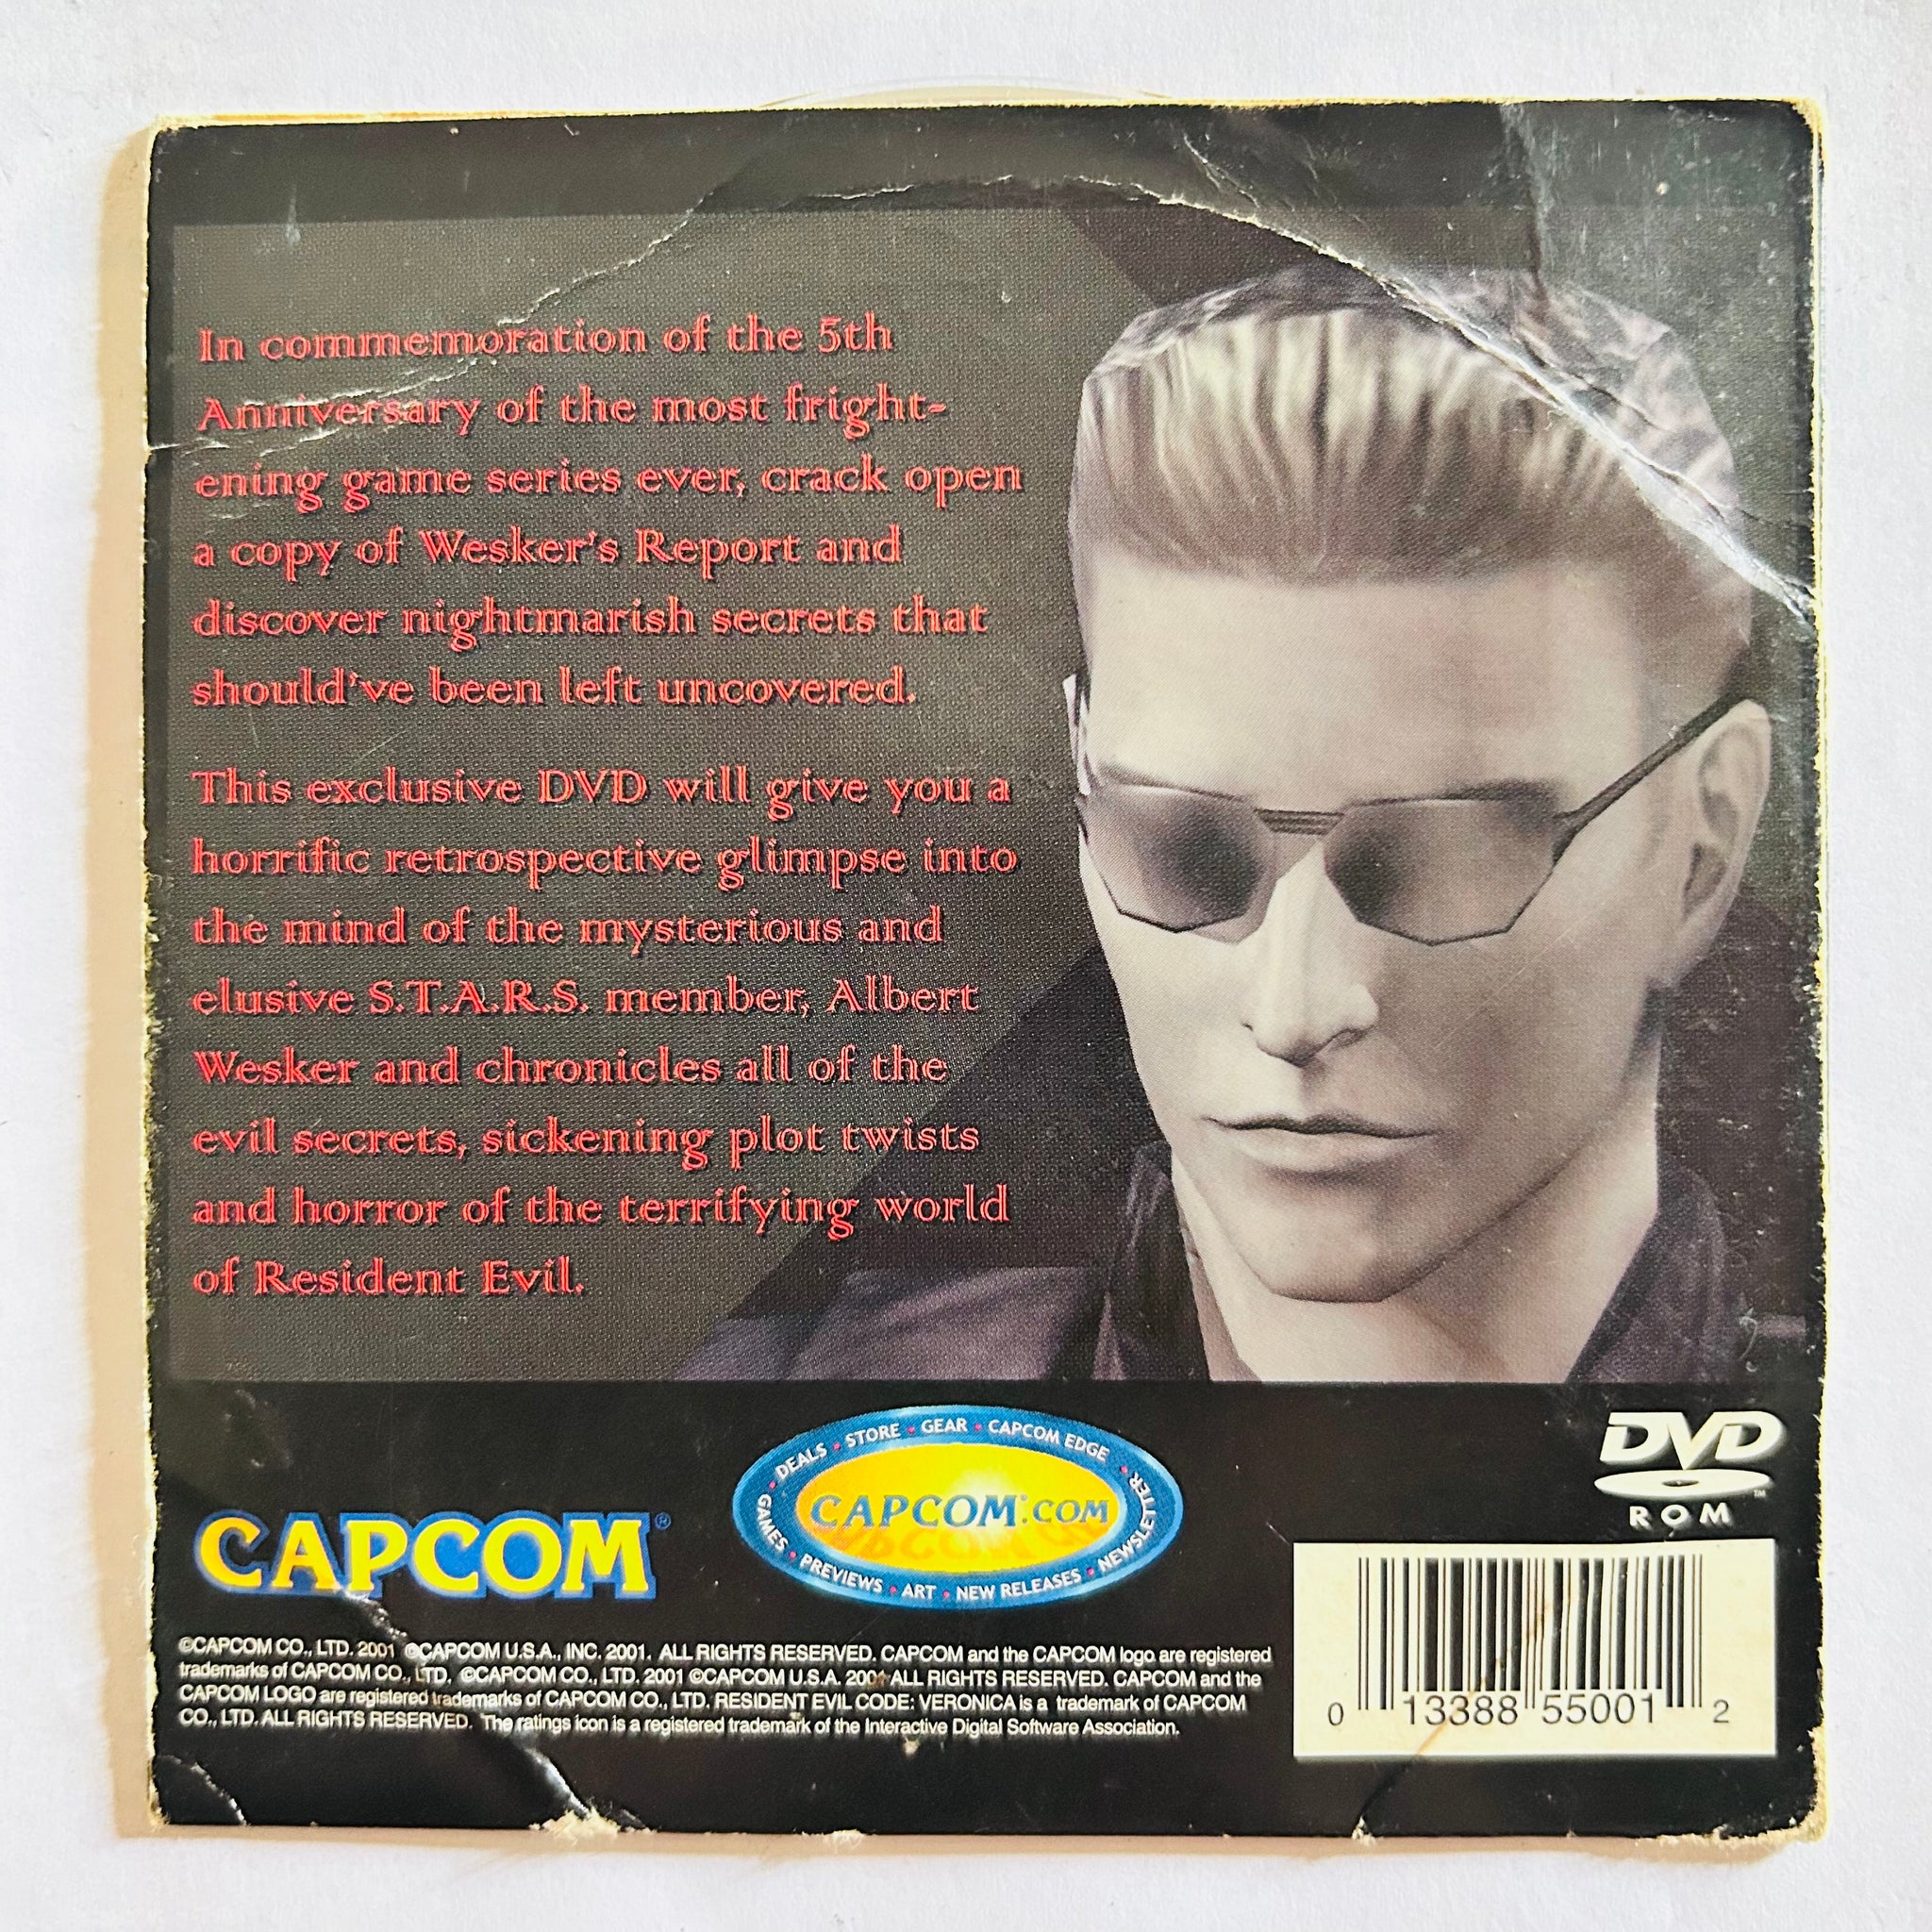 In commemoration of the 5th
Anniversary of the most fright-
ening game series ever, crack open
a copy of Wesker's Report and
discover nightmarish secrets that
should've been left uncovered.
This exclusive DVD will give you a
horrific retrospective glimpse into
the mind of the mysterious and
elusive S.T.A.R.S. member, Albert
Wesker and chronicles all of the
evil secrets, sickening plot twists
and horror of the terrifying world
of Resident Evil.
CAPCOM®
DEALS • STORE • GEAR • CAPCOM EDGE • NEWSLETTER • NEW RELEASES • ART • PREVIEWS • GAMES •
CAPCOM®.COM
DVD™
ROM
©CAPCOM CO., LTD. 2001 ©CAPCOM U.S.A., INC. 2001. ALL RIGHTS RESERVED. CAPCOM and the CAPCOM logo are registered
trademarks of CAPCOM CO., LTD. ©CAPCOM CO., LTD. 2001 ©CAPCOM U.S.A. 2001 ALL RIGHTS RESERVED. CAPCOM and the
CAPCOM LOGO are registered trademarks of CAPCOM CO., LTD. RESIDENT EVIL CODE: VERONICA is a trademark of CAPCOM
CO., LTD. ALL RIGHTS RESERVED. The ratings icon is a registered trademark of the Interactive Digital Software Association.
0 13388 55001 2